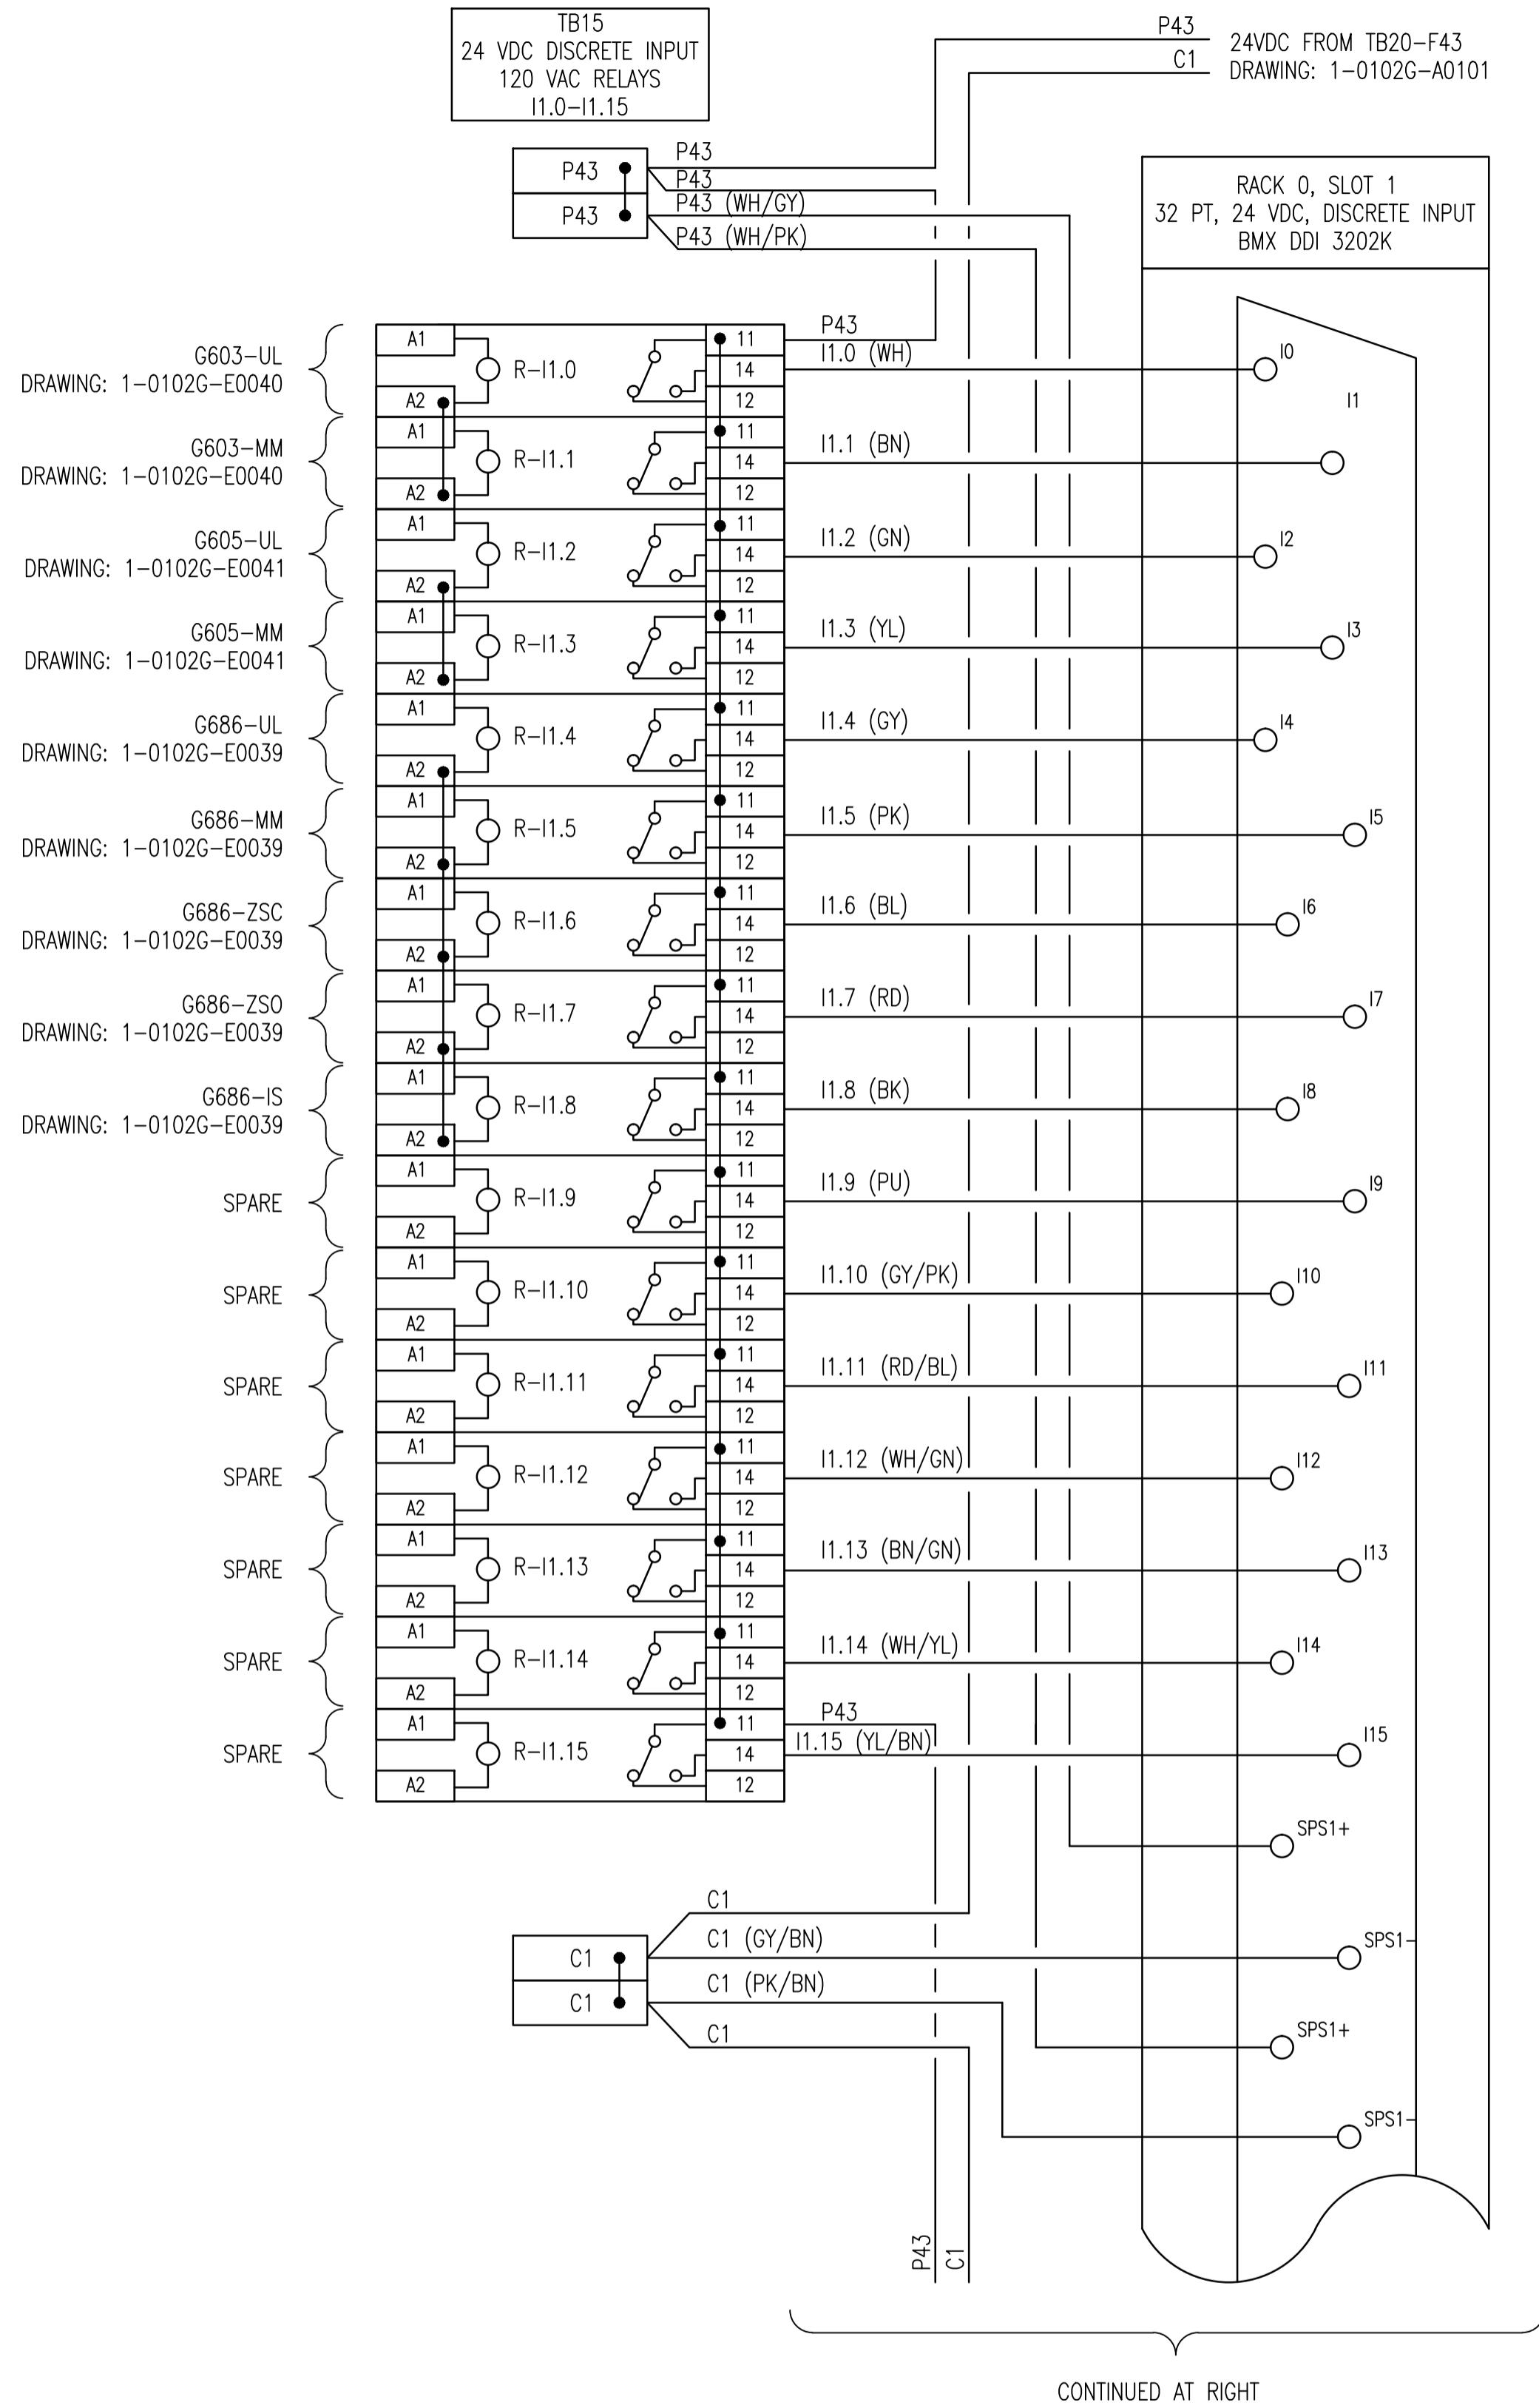 TB15
24 VDC DISCRETE INPUT
120 VAC RELAYS
I1.0-I1.15
P43
C1
24VDC FROM TB20-F43
DRAWING: 1-0102G-A0101
P43
P43
P43
P43
P43 (WH/GY)
P43 (WH/PK)
RACK 0, SLOT 1
32 PT, 24 VDC, DISCRETE INPUT
BMX DDI 3202K
G603-UL
DRAWING: 1-0102G-E0040
A1
A2
R-I1.0
11
14
12
P43
I1.0 (WH)
I0
G603-MM
DRAWING: 1-0102G-E0040
A1
A2
R-I1.1
11
14
12
I1.1 (BN)
I1
G605-UL
DRAWING: 1-0102G-E0041
A1
A2
R-I1.2
11
14
12
I1.2 (GN)
I2
G605-MM
DRAWING: 1-0102G-E0041
A1
A2
R-I1.3
11
14
12
I1.3 (YL)
I3
G686-UL
DRAWING: 1-0102G-E0039
A1
A2
R-I1.4
11
14
12
I1.4 (GY)
I4
G686-MM
DRAWING: 1-0102G-E0039
A1
A2
R-I1.5
11
14
12
I1.5 (PK)
I5
G686-ZSC
DRAWING: 1-0102G-E0039
A1
A2
R-I1.6
11
14
12
I1.6 (BL)
I6
G686-ZSO
DRAWING: 1-0102G-E0039
A1
A2
R-I1.7
11
14
12
I1.7 (RD)
I7
G686-IS
DRAWING: 1-0102G-E0039
A1
A2
R-I1.8
11
14
12
I1.8 (BK)
I8
SPARE
A1
A2
R-I1.9
11
14
12
I1.9 (PU)
I9
SPARE
A1
A2
R-I1.10
11
14
12
I1.10 (GY/PK)
I10
SPARE
A1
A2
R-I1.11
11
14
12
I1.11 (RD/BL)
I11
SPARE
A1
A2
R-I1.12
11
14
12
I1.12 (WH/GN)
I12
SPARE
A1
A2
R-I1.13
11
14
12
I1.13 (BN/GN)
I13
SPARE
A1
A2
R-I1.14
11
14
12
I1.14 (WH/YL)
I14
SPARE
A1
A2
R-I1.15
11
14
12
P43
I1.15 (YL/BN)
I15
SPS1+
C1
C1
C1
C1 (GY/BN)
C1 (PK/BN)
C1
SPS1-
SPS1+
SPS1-
P43
C1
CONTINUED AT RIGHT